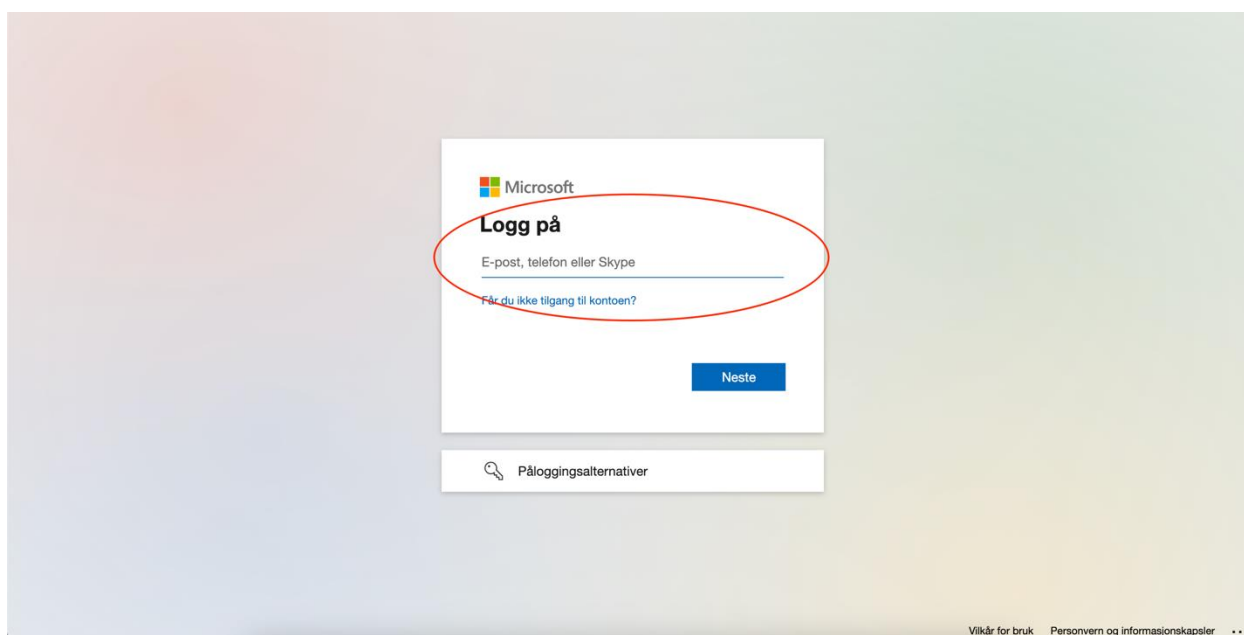 Microsoft
Logg på
E-post, telefon eller Skype
Får du ikke tilgang til kontoen?
Neste
Påloggingsalternativer
Vilkår for bruk Personvern og informasjonskapsler ..